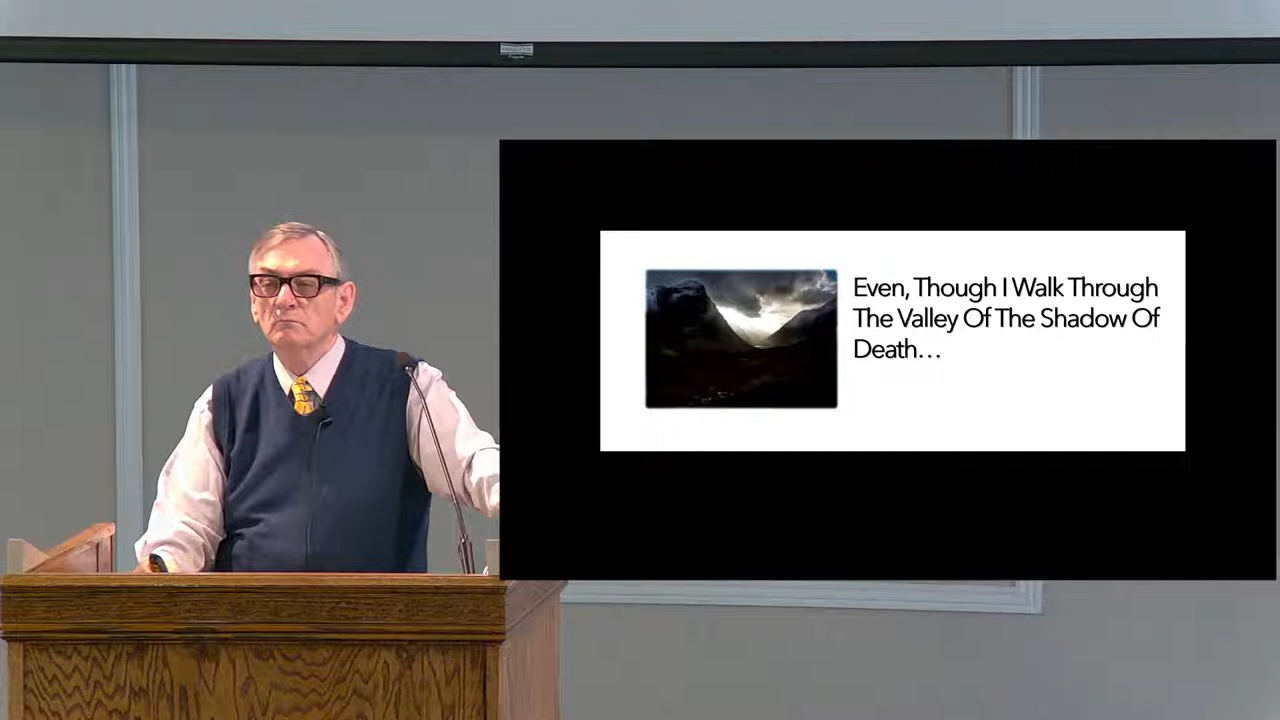 Even, Though I Walk Through
The Valley Of The Shadow Of
Death…